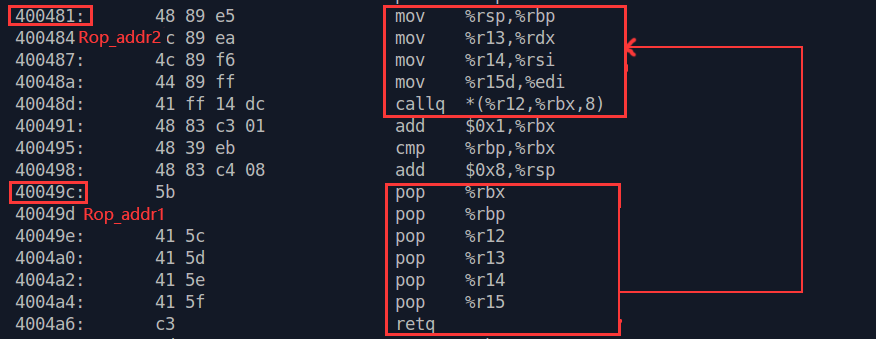 400481: 48 89 e5 mov %rsp,%rbp
400484 Rop_addr2 c 89 ea mov %r13,%rdx
400487: 4c 89 f6 mov %r14,%rsi
40048a: 44 89 ff mov %r15d,%edi
40048d: 41 ff 14 dc callq *(%r12,%rbx,8)
400491: 48 83 c3 01 add $0x1,%rbx
400495: 48 39 eb cmp %rbp,%rbx
400498: 48 83 c4 08 add $0x8,%rsp
40049c: 5b pop %rbx
40049d Rop_addr1 pop %rbp
40049e: 41 5c pop %r12
4004a0: 41 5d pop %r13
4004a2: 41 5e pop %r14
4004a4: 41 5f pop %r15
4004a6: c3 retq